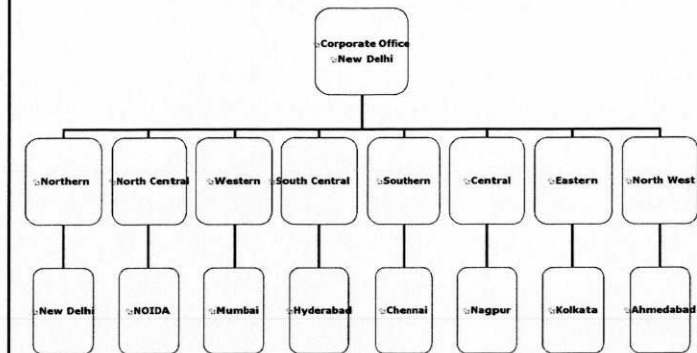 Corporate Office
New Delhi
Northern
North Central
Western
South Central
Southern
Central
Eastern
North West
New Delhi
NOIDA
Mumbai
Hyderabad
Chennai
Nagpur
Kolkata
Ahmedabad